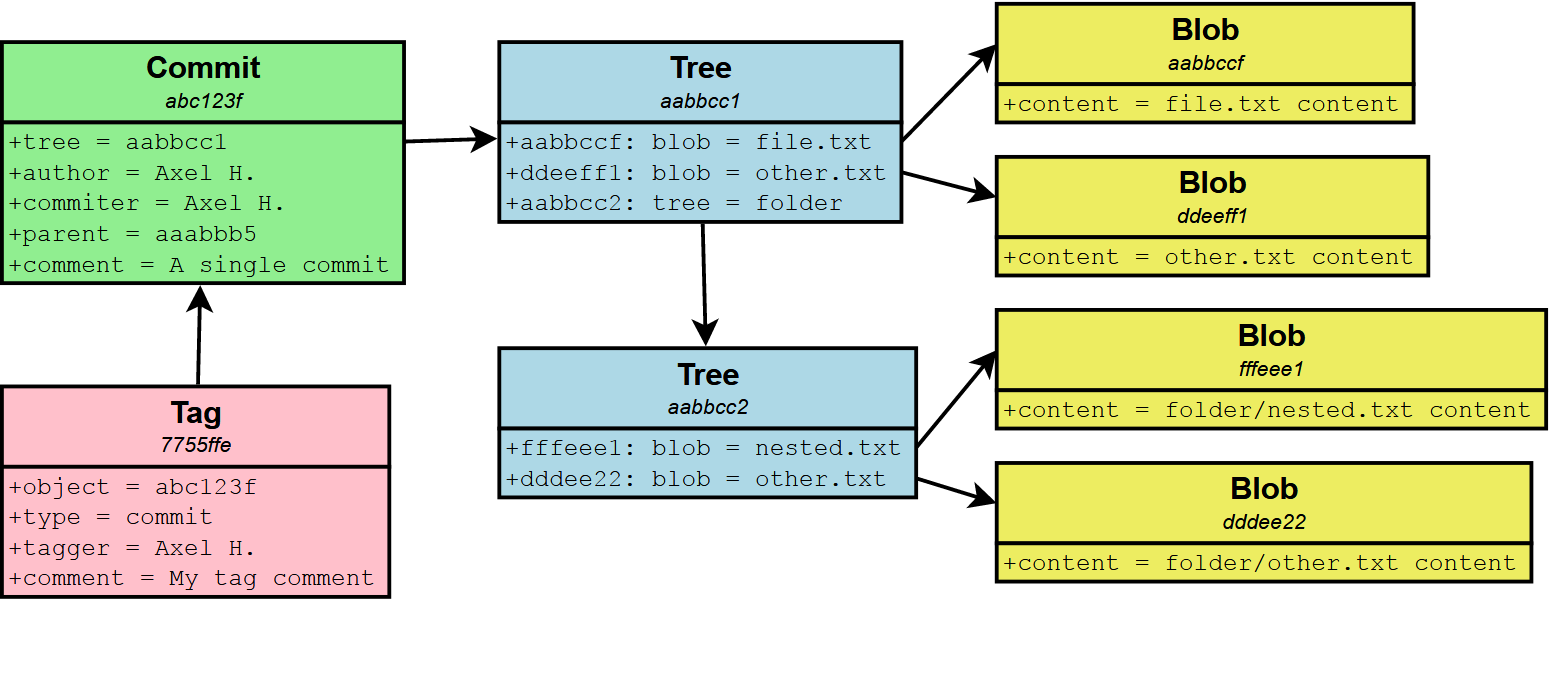 Commit
abc123f
+tree = aabbcc1
+author = Axel H.
+commiter = Axel H.
+parent = aaabbb5
+comment = A single commit
Tag
7755ffe
+object = abc123f
+type = commit
+tagger = Axel H.
+comment = My tag comment
Tree
aabbcc1
+aabbccf: blob = file.txt
+ddeeff1: blob = other.txt
+aabbcc2: tree = folder
Tree
aabbcc2
+fffeee1: blob = nested.txt
+dddee22: blob = other.txt
Blob
aabbccf
+content = file.txt content
Blob
ddeeff1
+content = other.txt content
Blob
fffeee1
+content = folder/nested.txt content
Blob
dddee22
+content = folder/other.txt content